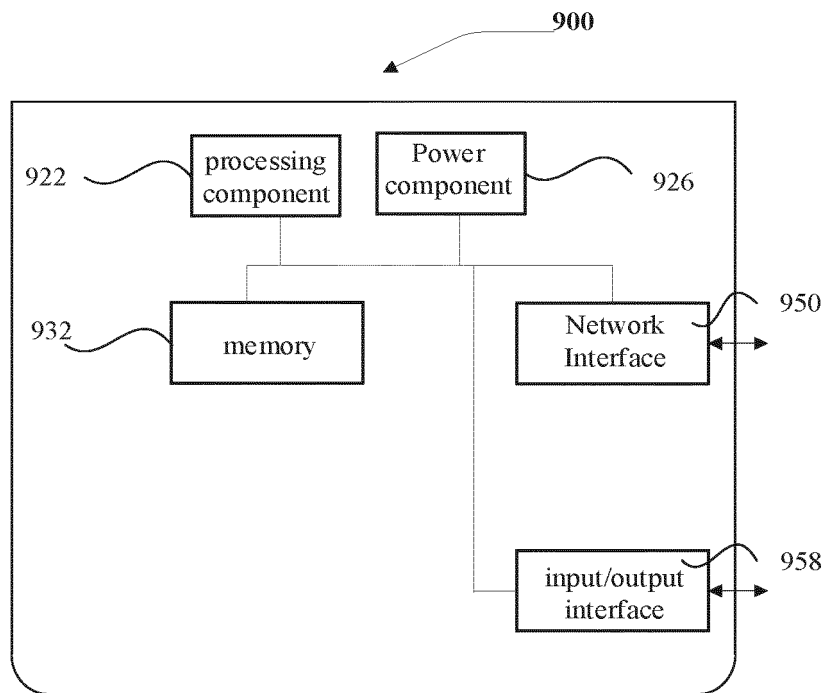 900
922
processing
component
Power
component
926
932
memory
Network
Interface
950
input/output
interface
958